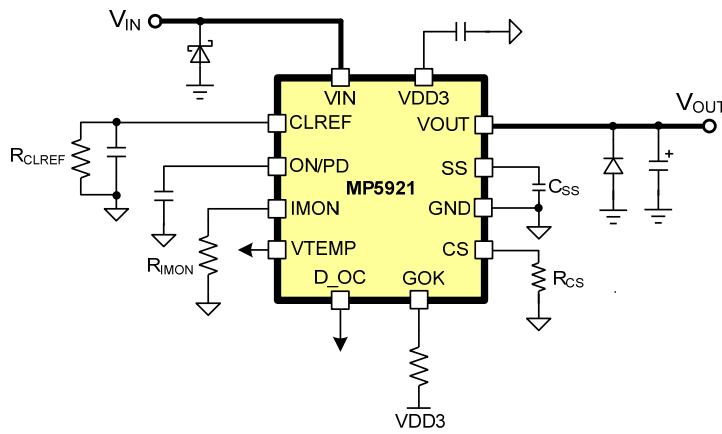 VIN
VIN
VDD3
VOUT
CLREF
VOUT
RCLREF
ON/PD
SS
MP5921
CSS
IMON
GND
VTEMP
CS
RIMON
RCS
D_OC
GOK
VDD3